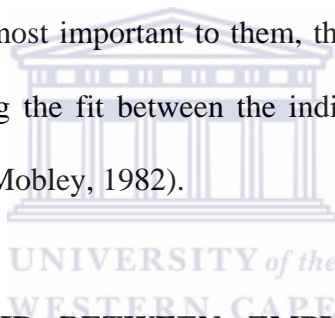 most important to them, th
g the fit between the indi
Mobley, 1982).
UNIVERSITY of the
WESTERN CAPE
BETWEEN EMP